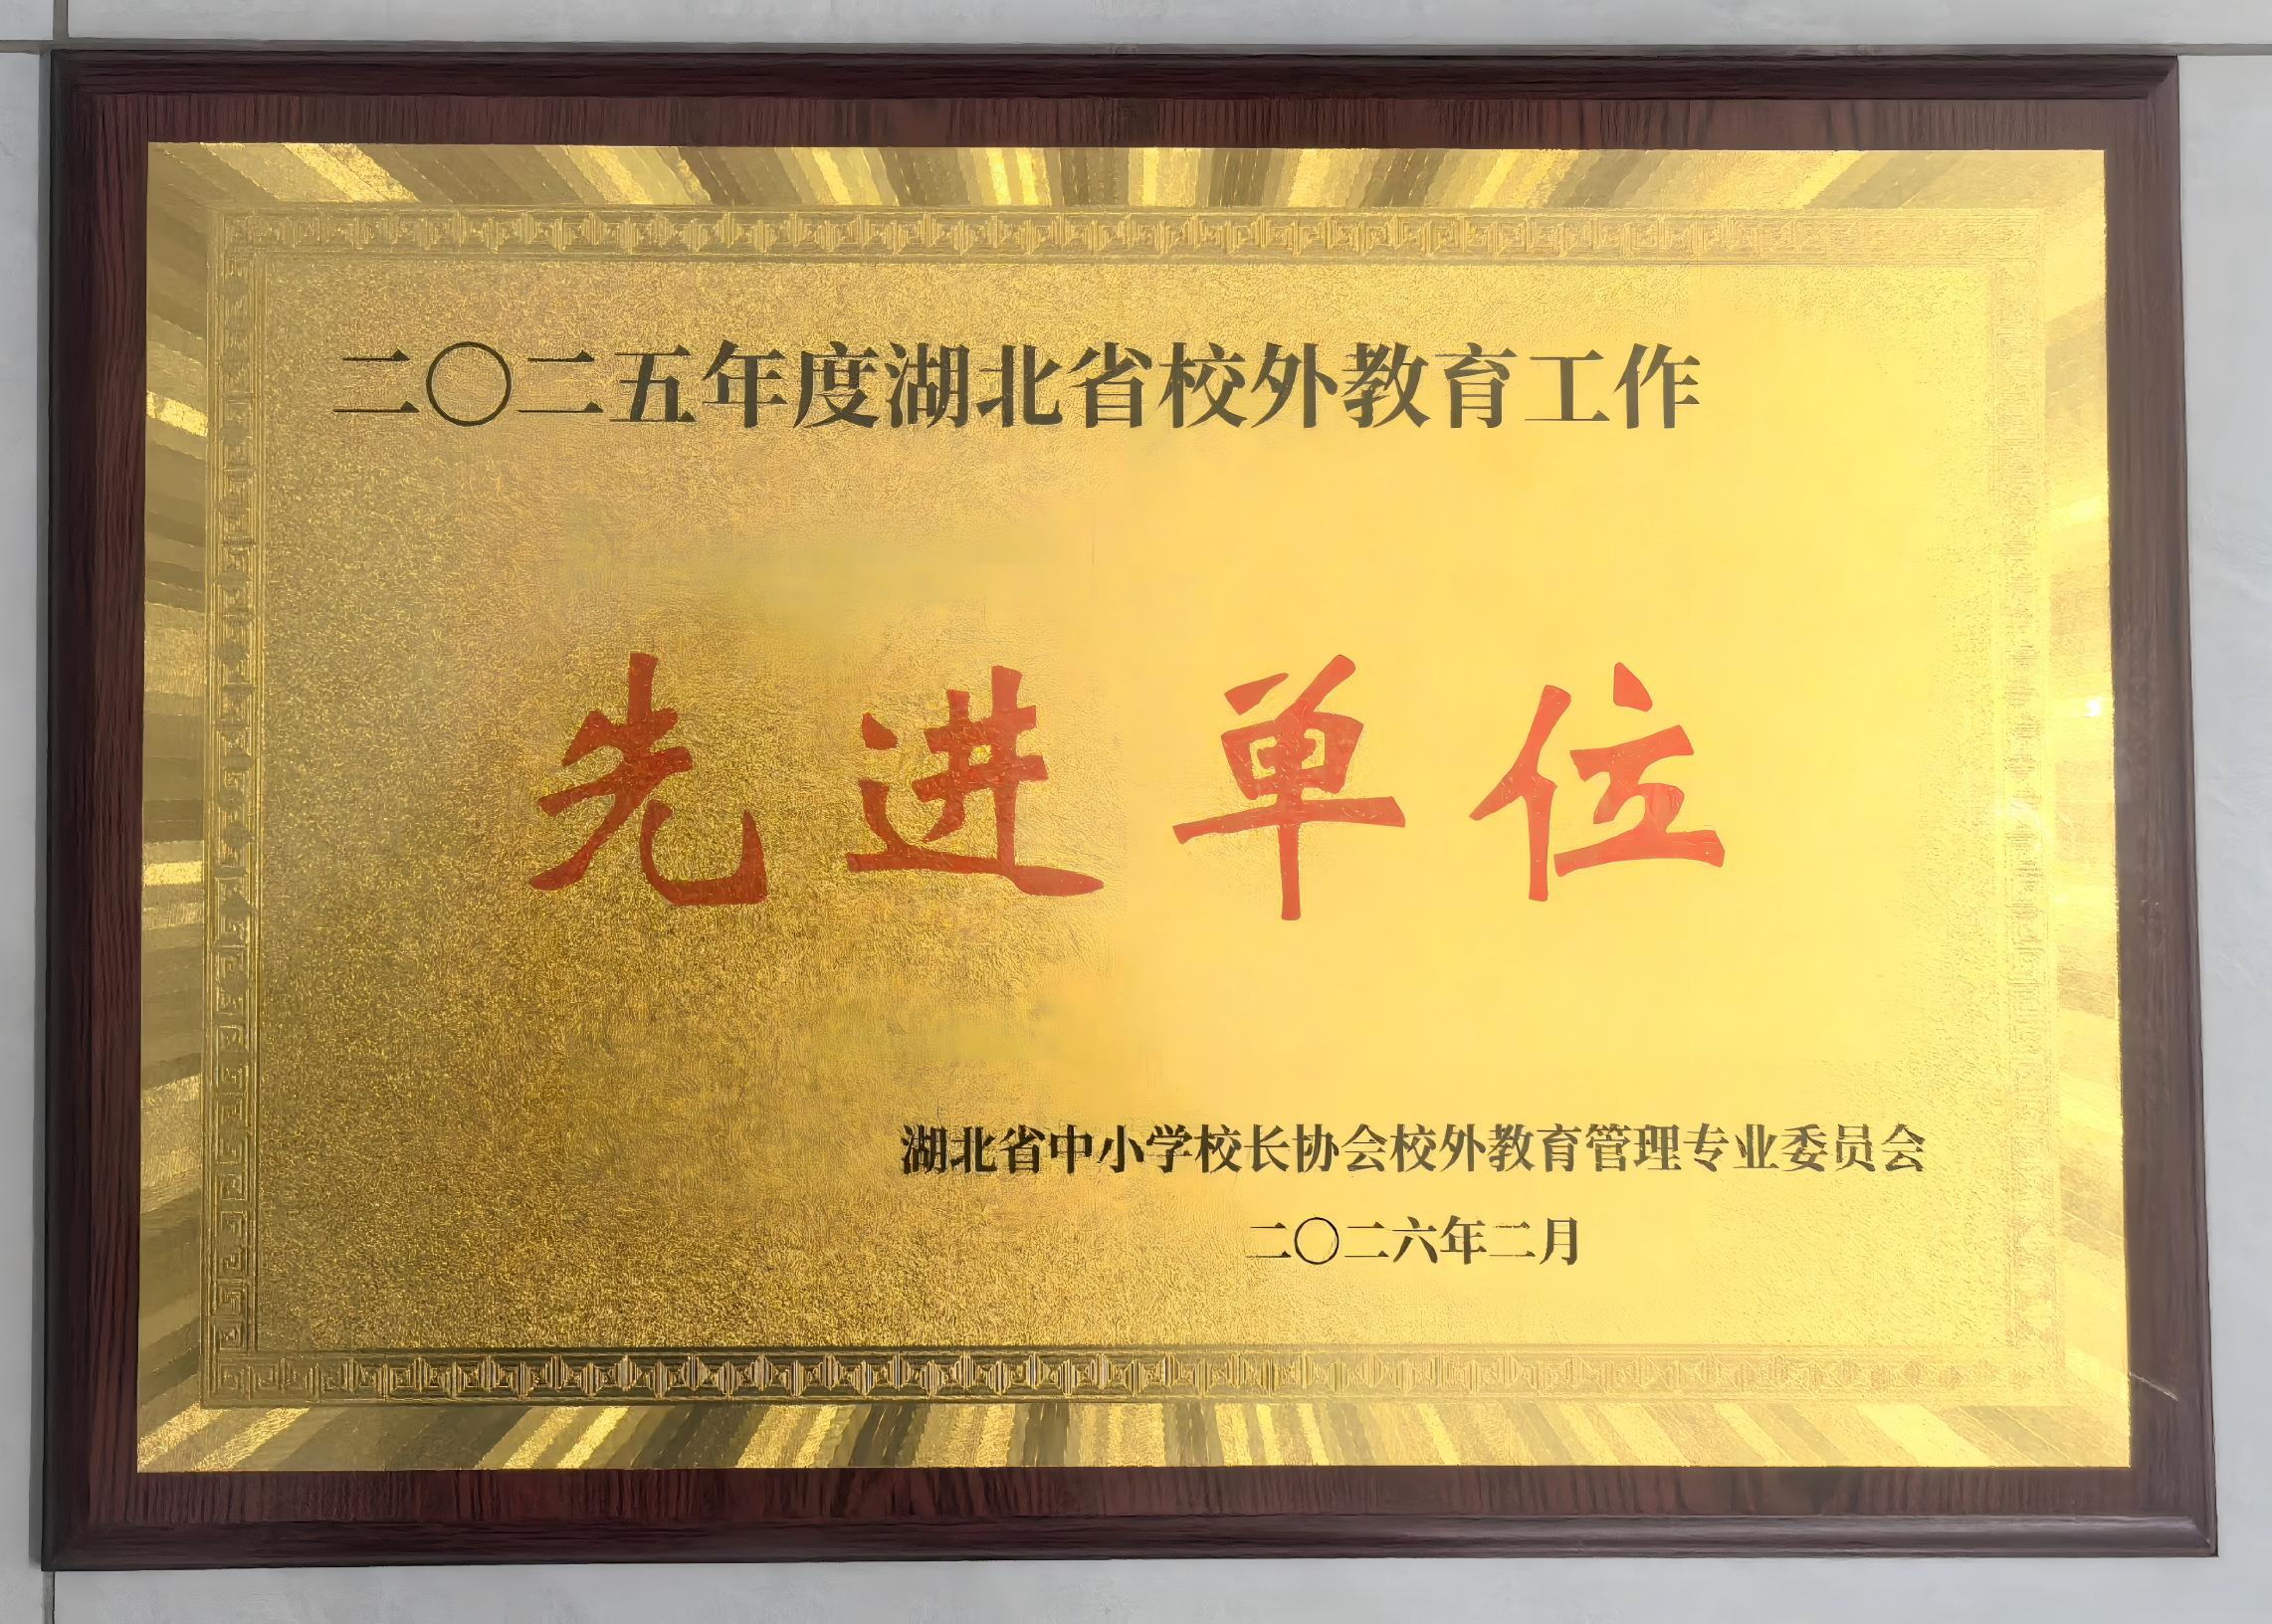 二〇二五年度湖北省校外教育工作
先进单位
湖北省中小学校长协会校外教育管理专业委员会
二〇二六年二月